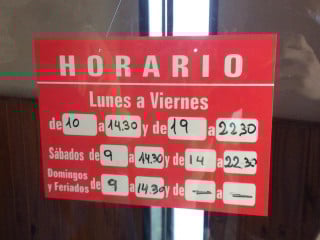 HORARIO
Lunes a Viernes
de 10 a 14.30 y de 19 a 22 30
Sábados de 9 a 14.30 y de 14 a 22.30
Domingos y Feriados de 9 a 14.30 y de — a —